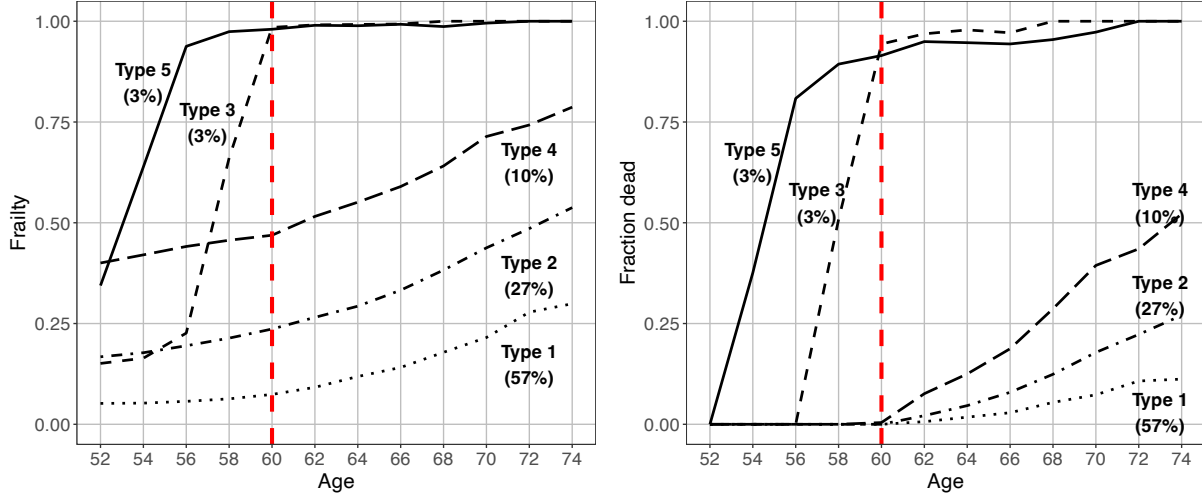 Frailty
1.00
0.75
0.50
0.25
0.00
Type 5
(3%)
Type 3
(3%)
Type 4
(10%)
Type 2
(27%)
Type 1
(57%)
52 54 56 58 60 62 64 66 68 70 72 74
Age
Fraction dead
1.00
0.75
0.50
0.25
0.00
Type 5
(3%)
Type 3
(3%)
Type 4
(10%)
Type 2
(27%)
Type 1
(57%)
52 54 56 58 60 62 64 66 68 70 72 74
Age